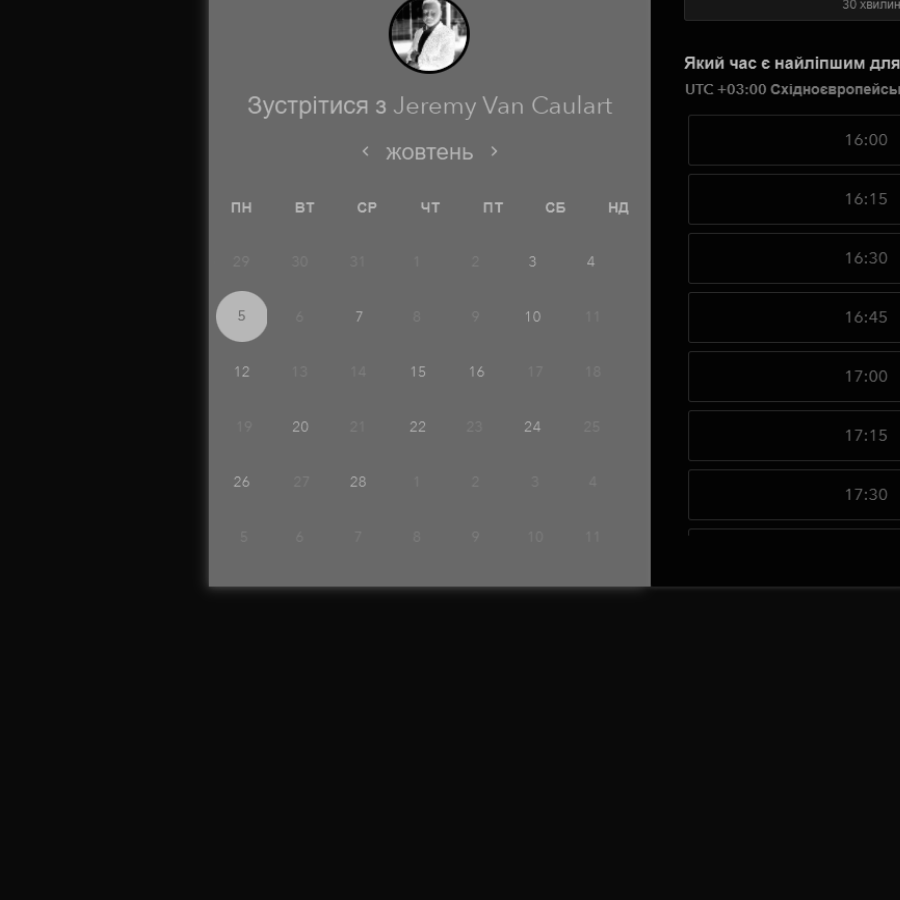 Зустрітися з Jeremy Van Caulart
жовтень
ПН ВТ СР ЧТ ПТ СБ НД
29 30 31 1 2 3 4
5 6 7 8 9 10 11
12 13 14 15 16 17 18
19 20 21 22 23 24 25
26 27 28 1 2 3 4
5 6 7 8 9 10 11
30 хвилин
Який час є найліпшим для
UTC +03:00 Східноєвропейсь
16:00
16:15
16:30
16:45
17:00
17:15
17:30